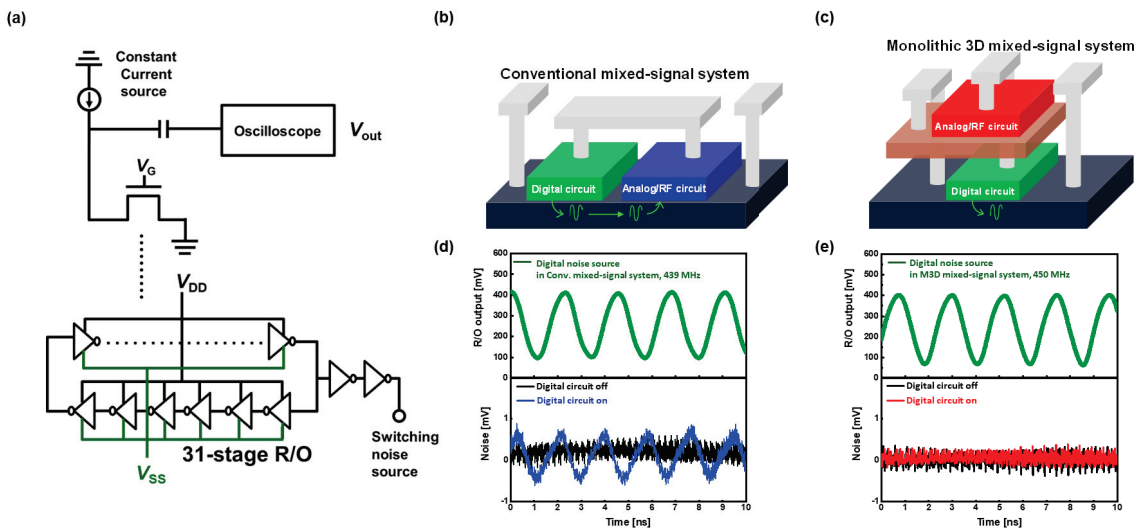 (a)
Constant
Current
source
Oscilloscope
Vout
VG
VDD
31-stage R/O
VSS
Switching
noise
source
(b)
Conventional mixed-signal system
Digital circuit
Analog/RF circuit
(c)
Monolithic 3D mixed-signal system
Analog/RF circuit
Digital circuit
(d)
600
500
400
300
200
100
0
R/O output [mV]
Digital noise source
in Conv. mixed-signal system, 439 MHz
1
0
-1
Noise [mV]
Digital circuit off
Digital circuit on
0 1 2 3 4 5 6 7 8 9 10
Time [ns]
(e)
600
500
400
300
200
100
0
R/O output [mV]
Digital noise source
in M3D mixed-signal system, 450 MHz
1
0
-1
Noise [mV]
Digital circuit off
Digital circuit on
0 1 2 3 4 5 6 7 8 9 10
Time [ns]